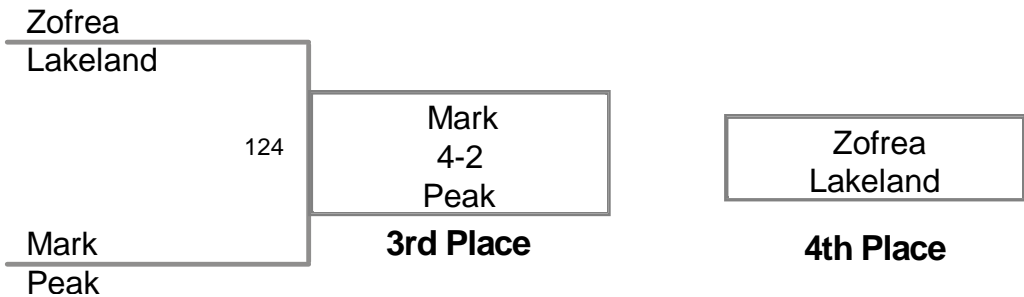 Zofrea
Lakeland
124
Mark
4-2
Peak
3rd Place
Zofrea
Lakeland
4th Place
Mark
Peak